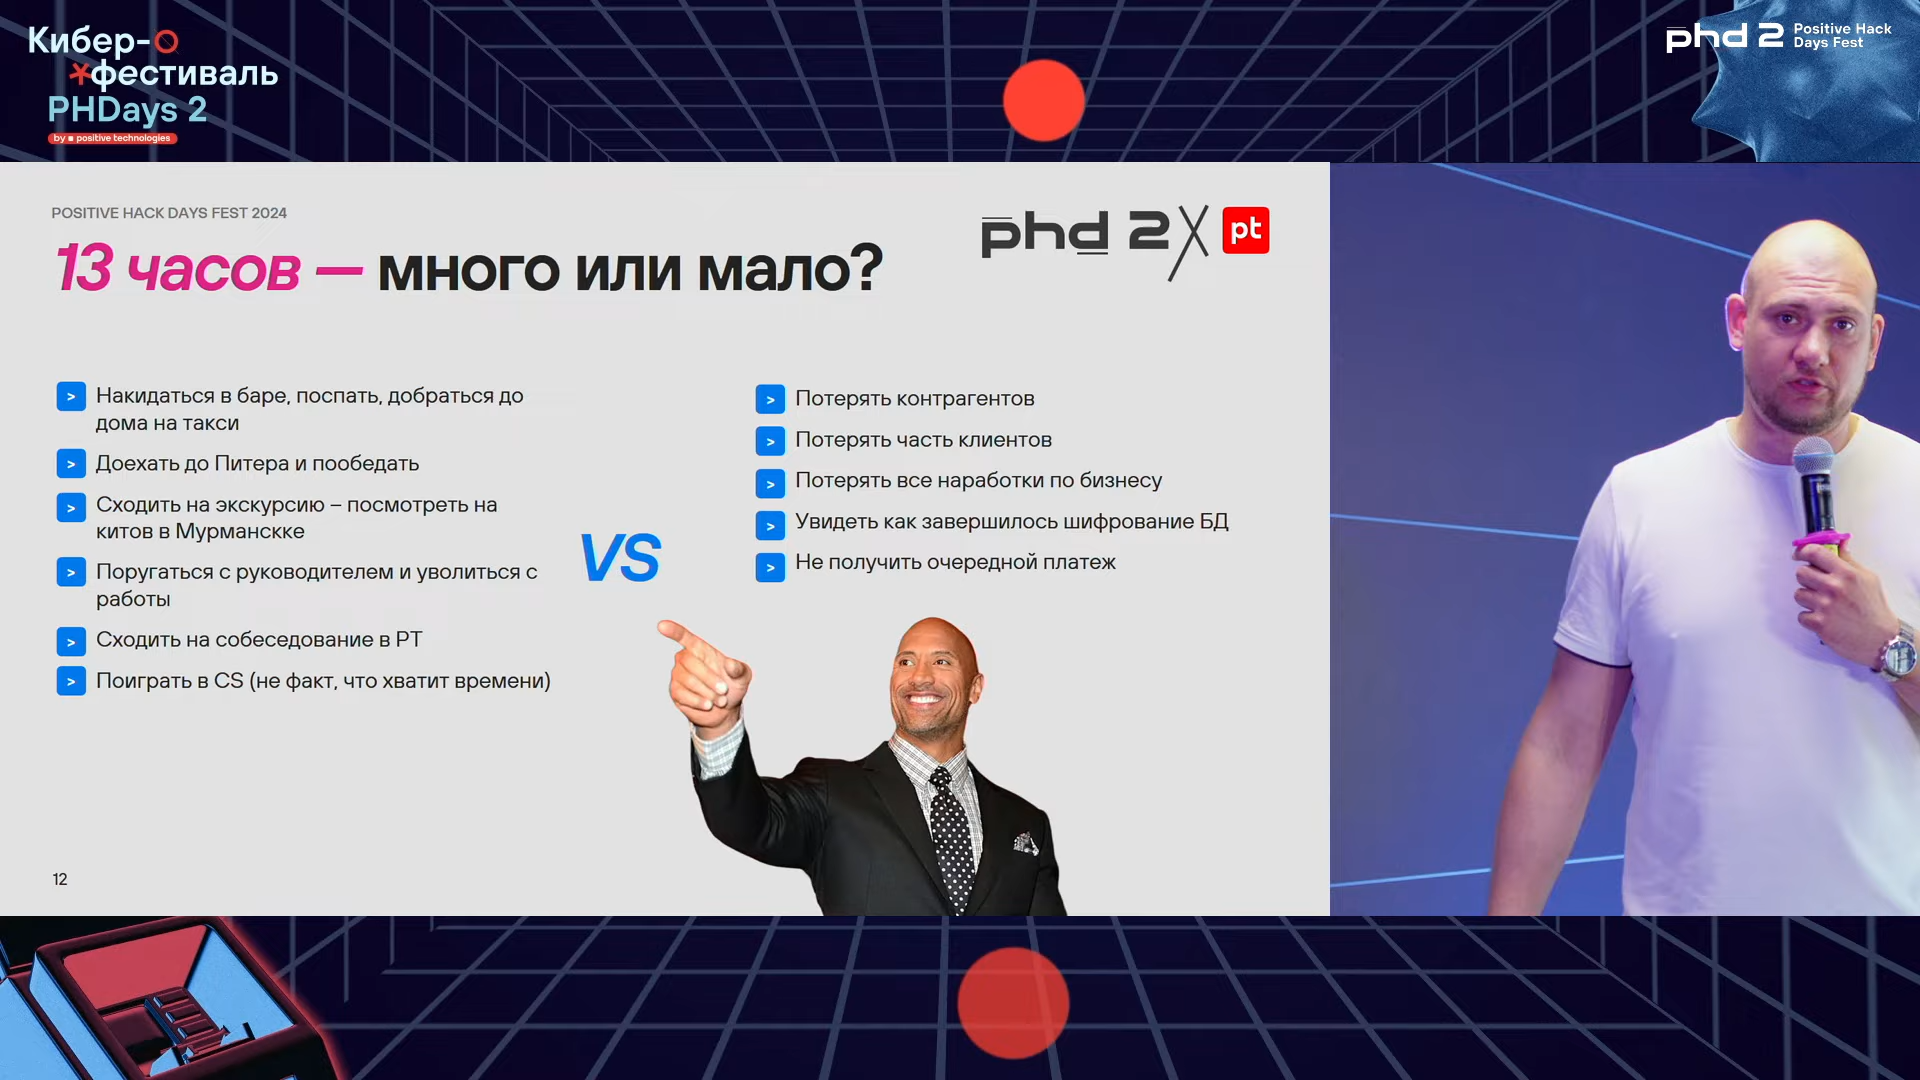 Кибер-
фестиваль
PHDays 2
by positive technologies
phd 2 Positive Hack
Days Fest
POSITIVE HACK DAYS FEST 2024
13 часов — много или мало?
phd 2 pt
> Накидаться в баре, поспать, добраться до
дома на такси
> Доехать до Питера и пообедать
> Сходить на экскурсию – посмотреть на
китов в Мурманскке
> Поругаться с руководителем и уволиться с
работы
> Сходить на собеседование в PT
> Поиграть в CS (не факт, что хватит времени)
VS
> Потерять контрагентов
> Потерять часть клиентов
> Потерять все наработки по бизнесу
> Увидеть как завершилось шифрование БД
> Не получить очередной платеж
12